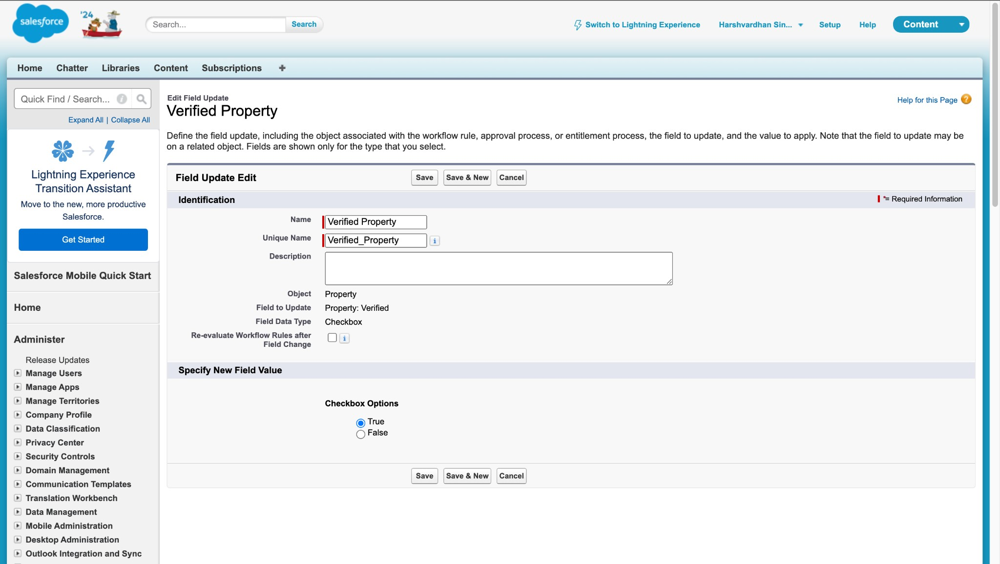 salesforce
'24
Search...
Search
Switch to Lightning Experience
Harshvardhan Sin...
Setup
Help
Content
Home
Chatter
Libraries
Content
Subscriptions
Quick Find / Search...
Expand All | Collapse All
Lightning Experience
Transition Assistant
Move to the new, more productive
Salesforce.
Get Started
Salesforce Mobile Quick Start
Home
Administer
Release Updates
Manage Users
Manage Apps
Manage Territories
Company Profile
Data Classification
Privacy Center
Security Controls
Domain Management
Communication Templates
Translation Workbench
Data Management
Mobile Administration
Desktop Administration
Outlook Integration and Sync
Edit Field Update
Verified Property
Help for this Page
Define the field update, including the object associated with the workflow rule, approval process, or entitlement process, the field to update, and the value to apply. Note that the field to update may be
on a related object. Fields are shown only for the type that you select.
Field Update Edit
Save
Save & New
Cancel
Identification
*= Required Information
Name
Verified Property
Unique Name
Verified_Property
Description
Object
Property
Field to Update
Property: Verified
Field Data Type
Checkbox
Re-evaluate Workflow Rules after
Field Change
Specify New Field Value
Checkbox Options
True
False
Save
Save & New
Cancel